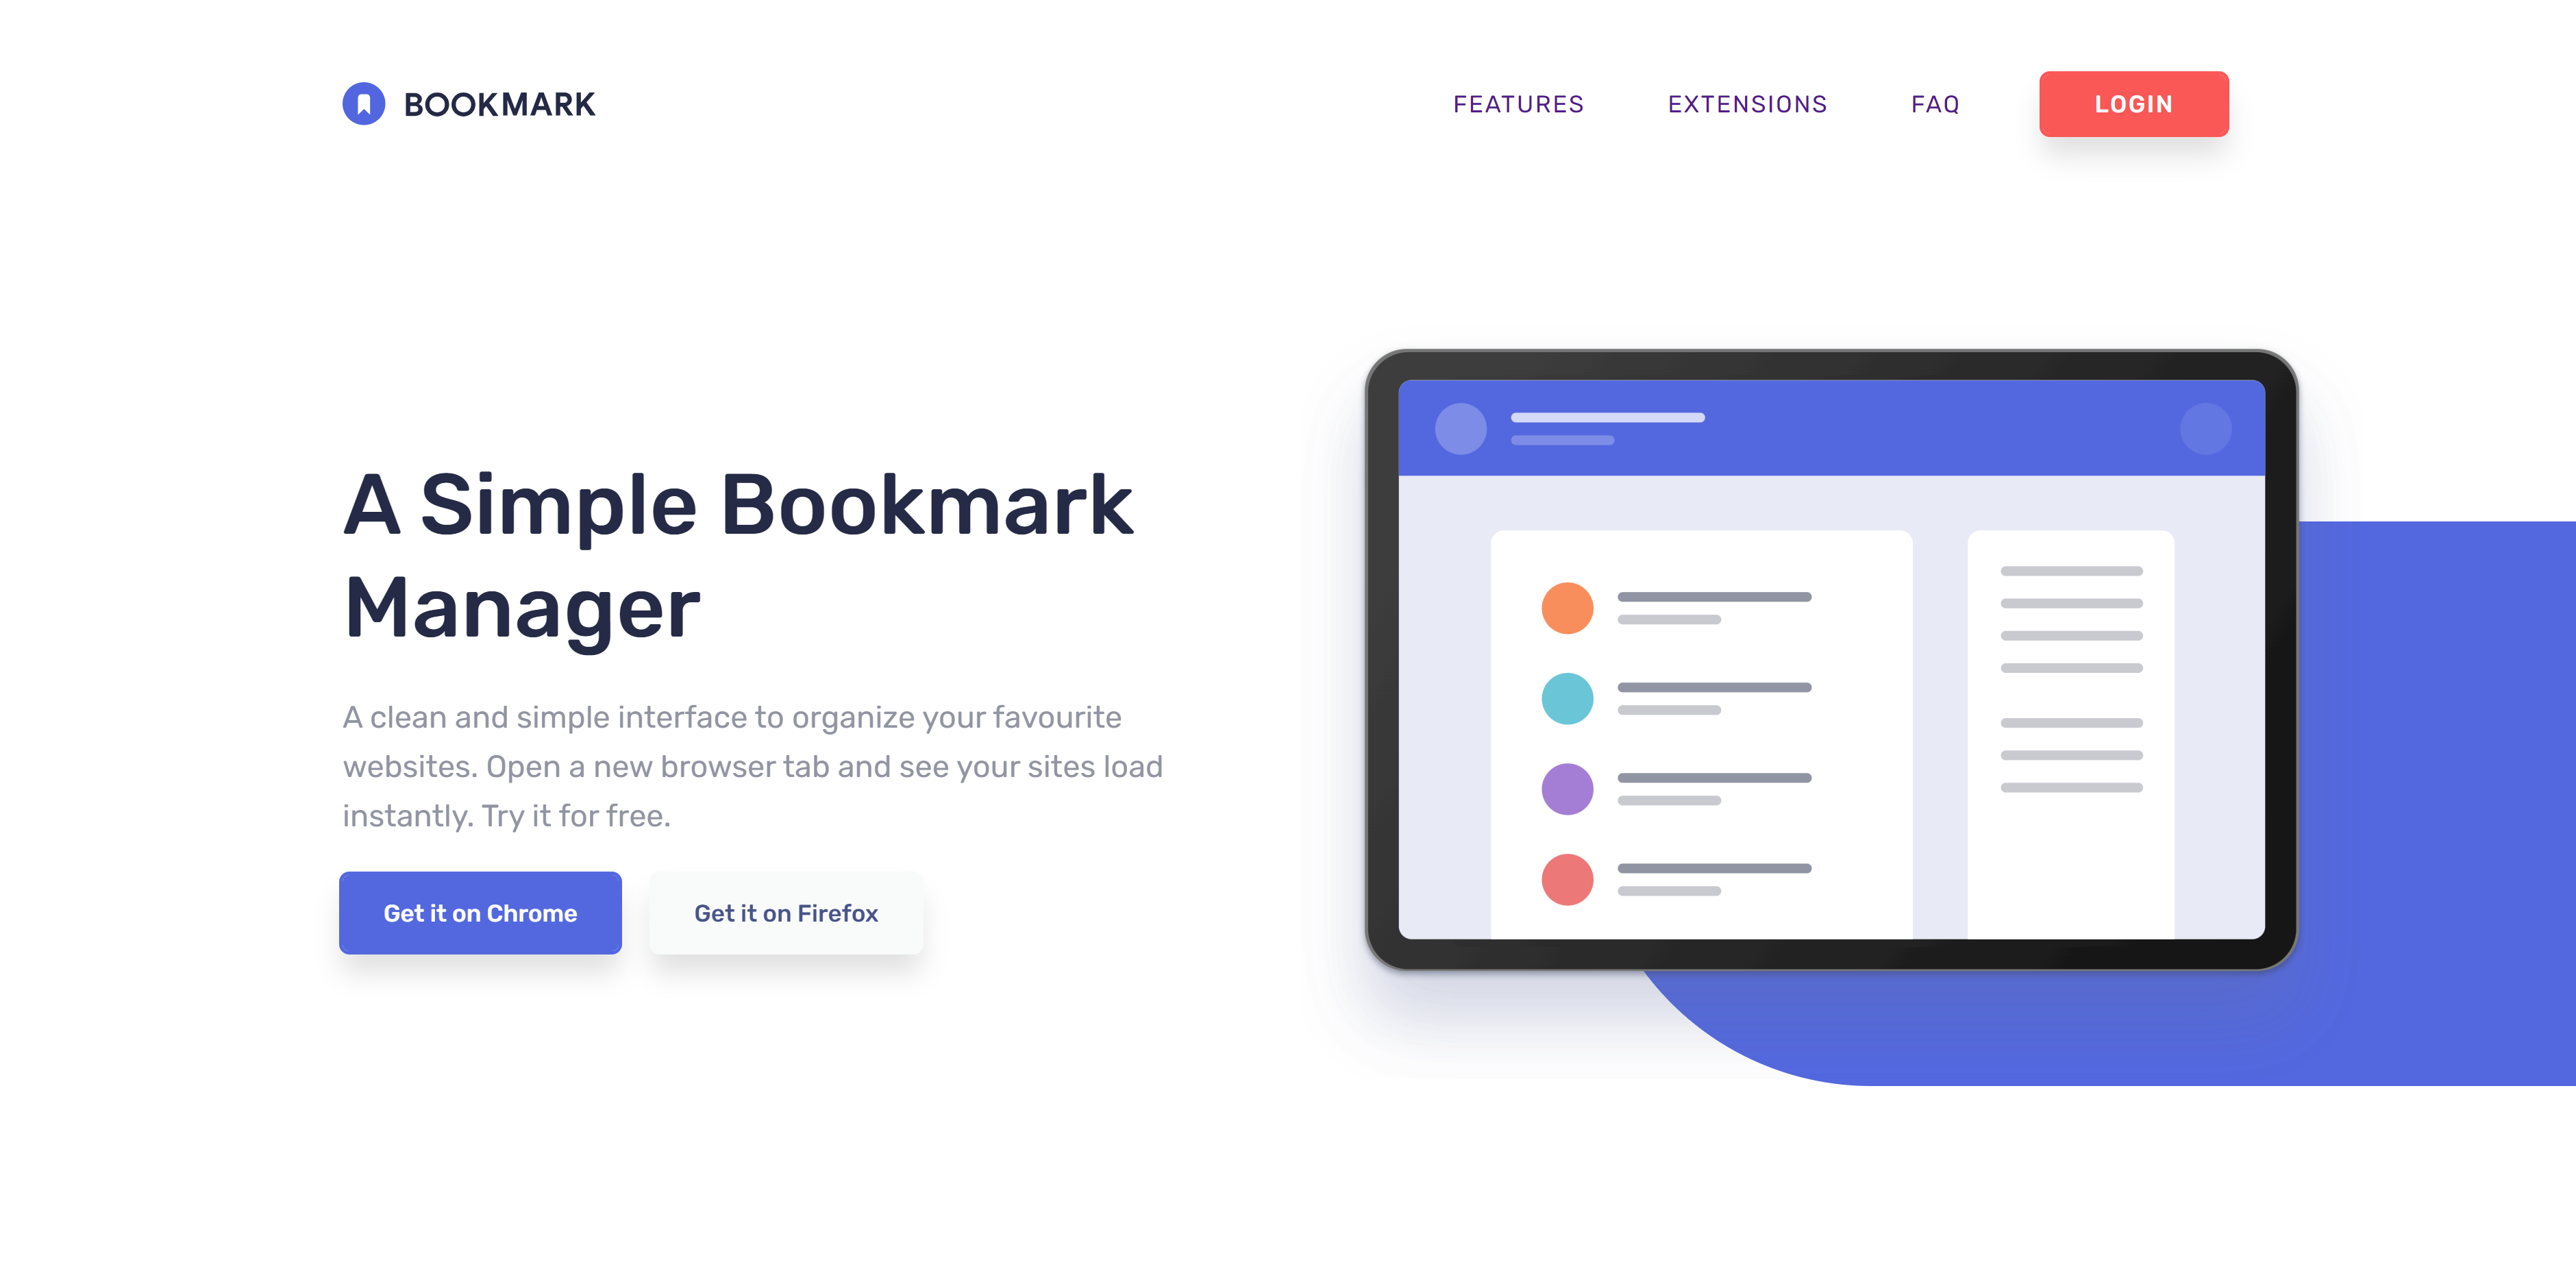 BOOKMARK
FEATURES
EXTENSIONS
FAQ
LOGIN
A Simple Bookmark
Manager
A clean and simple interface to organize your favourite
websites. Open a new browser tab and see your sites load
instantly. Try it for free.
Get it on Chrome
Get it on Firefox